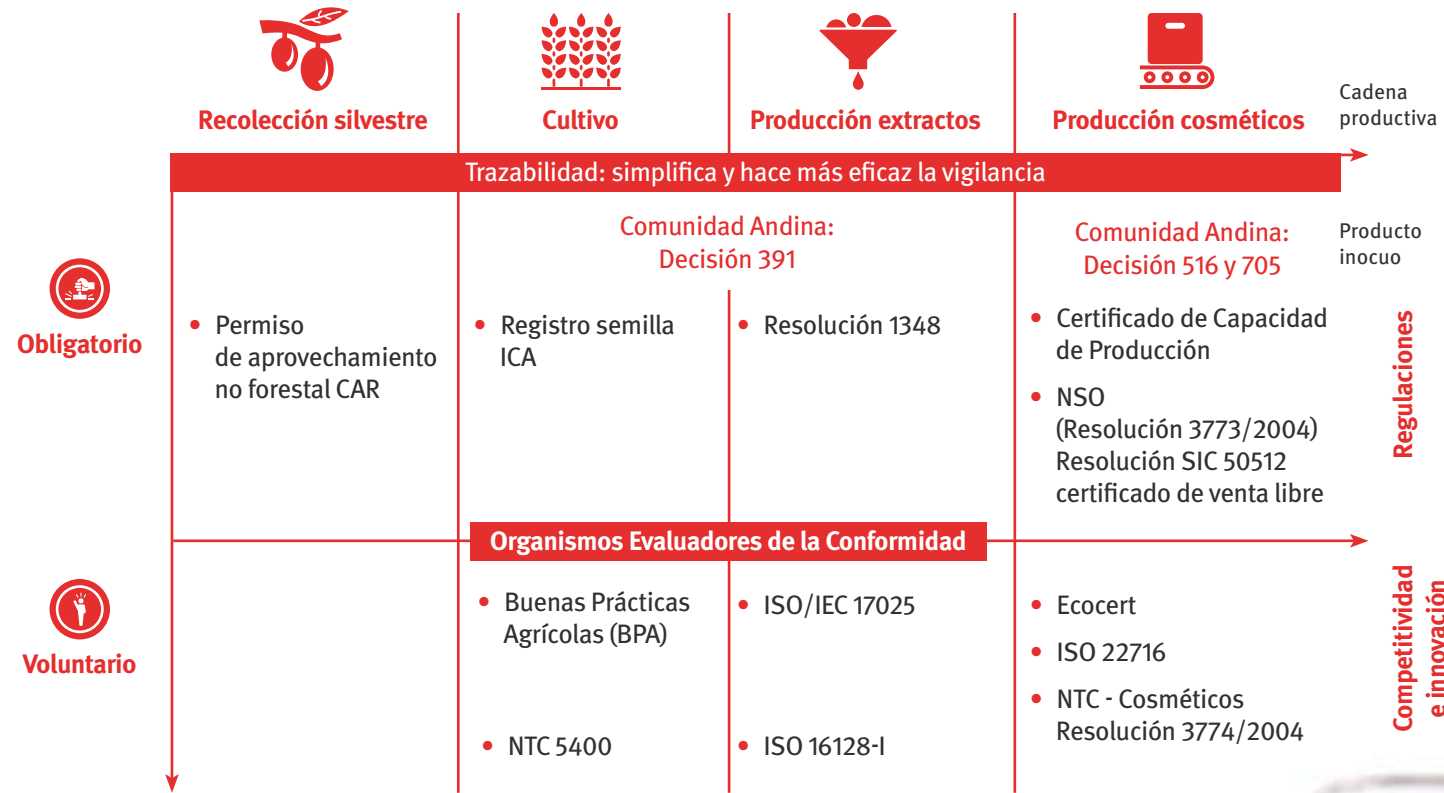 Recolección silvestre
Cultivo
Producción extractos
Producción cosméticos
Cadena
productiva
Trazabilidad: simplifica y hace más eficaz la vigilancia
Comunidad Andina:
Decisión 391
Comunidad Andina:
Decisión 516 y 705
Producto
inocuo
Obligatorio
• Permiso
de aprovechamiento
no forestal CAR
• Registro semilla
ICA
• Resolución 1348
• Certificado de Capacidad
de Producción
• NSO
(Resolución 3773/2004)
Resolución SIC 50512
certificado de venta libre
Regulaciones
Organismos Evaluadores de la Conformidad
Voluntario
• Buenas Prácticas
Agrícolas (BPA)
• NTC 5400
• ISO/IEC 17025
• ISO 16128-I
• Ecocert
• ISO 22716
• NTC - Cosméticos
Resolución 3774/2004
Competitividad
e innovación